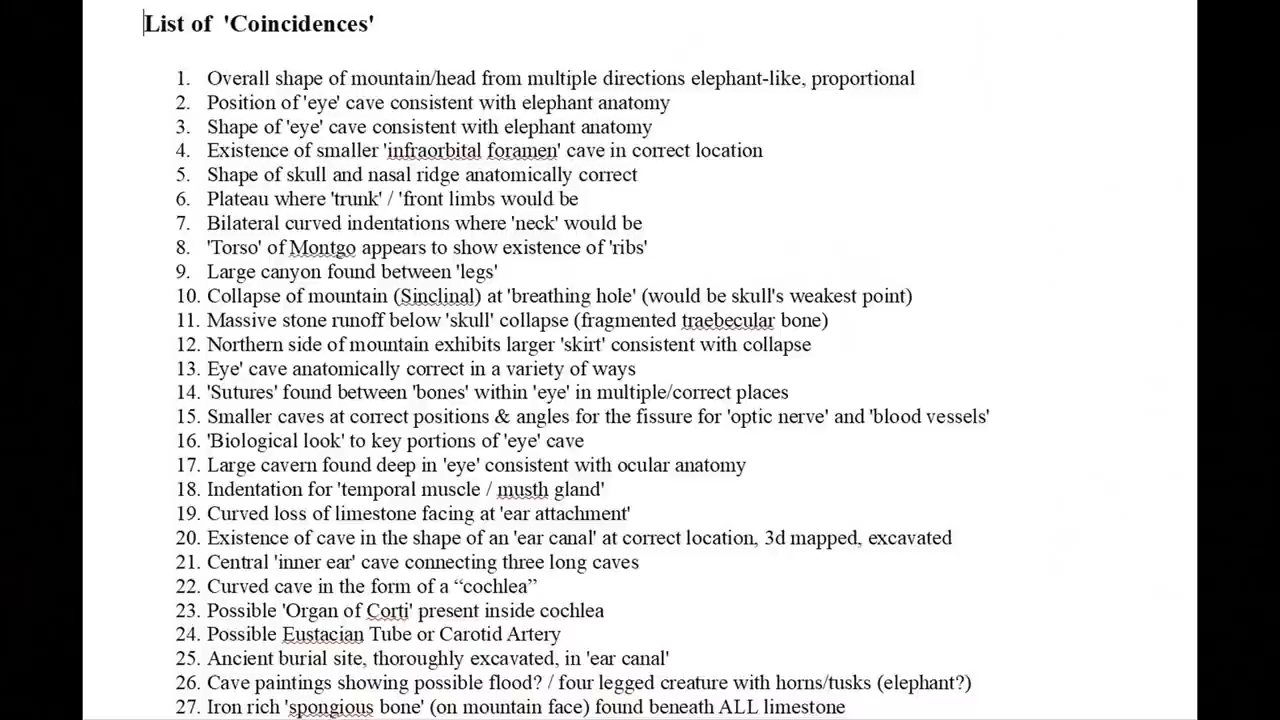 List of 'Coincidences'
1. Overall shape of mountain/head from multiple directions elephant-like, proportional
2. Position of 'eye' cave consistent with elephant anatomy
3. Shape of 'eye' cave consistent with elephant anatomy
4. Existence of smaller 'infraorbital foramen' cave in correct location
5. Shape of skull and nasal ridge anatomically correct
6. Plateau where 'trunk' / 'front limbs would be
7. Bilateral curved indentations where 'neck' would be
8. 'Torso' of Montgo appears to show existence of 'ribs'
9. Large canyon found between 'legs'
10. Collapse of mountain (Sinclinal) at 'breathing hole' (would be skull's weakest point)
11. Massive stone runoff below 'skull' collapse (fragmented traebecular bone)
12. Northern side of mountain exhibits larger 'skirt' consistent with collapse
13. Eye' cave anatomically correct in a variety of ways
14. 'Sutures' found between 'bones' within 'eye' in multiple/correct places
15. Smaller caves at correct positions & angles for the fissure for 'optic nerve' and 'blood vessels'
16. 'Biological look' to key portions of 'eye' cave
17. Large cavern found deep in 'eye' consistent with ocular anatomy
18. Indentation for 'temporal muscle / musth gland'
19. Curved loss of limestone facing at 'ear attachment'
20. Existence of cave in the shape of an 'ear canal' at correct location, 3d mapped, excavated
21. Central 'inner ear' cave connecting three long caves
22. Curved cave in the form of a “cochlea”
23. Possible 'Organ of Corti' present inside cochlea
24. Possible Eustacian Tube or Carotid Artery
25. Ancient burial site, thoroughly excavated, in 'ear canal'
26. Cave paintings showing possible flood? / four legged creature with horns/tusks (elephant?)
27. Iron rich 'spongious bone' (on mountain face) found beneath ALL limestone